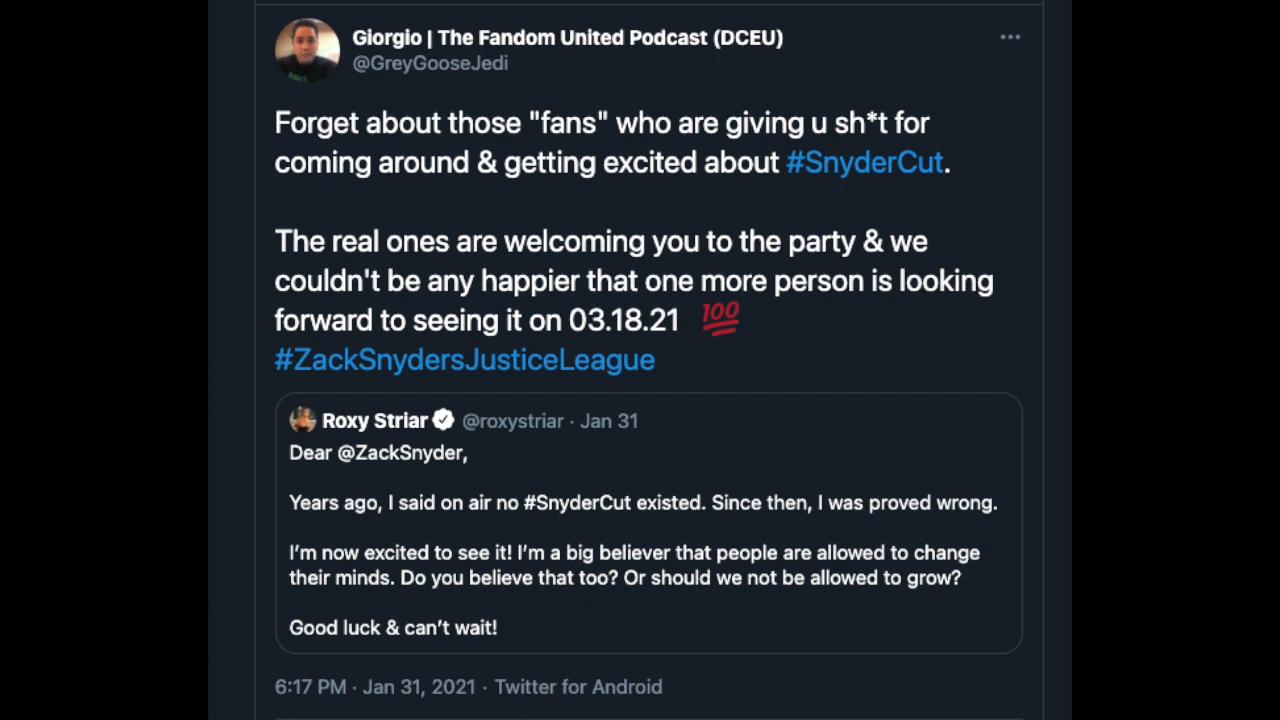 Giorgio | The Fandom United Podcast (DCEU)
@GreyGooseJedi
Forget about those "fans" who are giving u sh*t for
coming around & getting excited about #SnyderCut.
The real ones are welcoming you to the party & we
couldn't be any happier that one more person is looking
forward to seeing it on 03.18.21 💯
#ZackSnydersJusticeLeague
Roxy Striar @roxystriar · Jan 31
Dear @ZackSnyder,
Years ago, I said on air no #SnyderCut existed. Since then, I was proved wrong.
I'm now excited to see it! I'm a big believer that people are allowed to change
their minds. Do you believe that too? Or should we not be allowed to grow?
Good luck & can't wait!
6:17 PM · Jan 31, 2021 · Twitter for Android